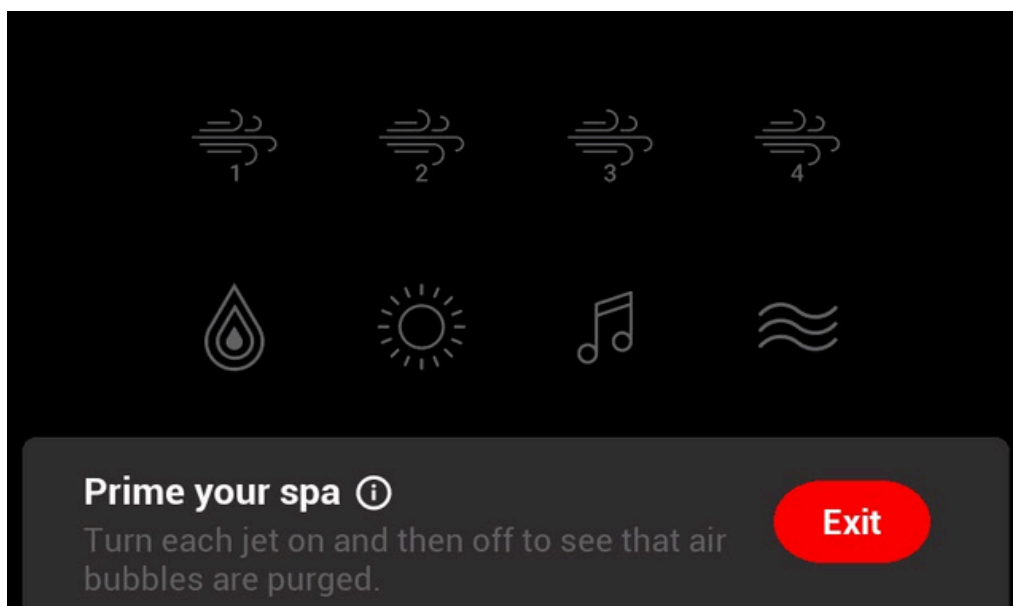 1 2 3 4
Prime your spa
Turn each jet on and then off to see that air
bubbles are purged.
Exit